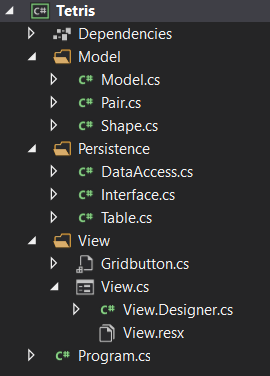 Tetris
Dependencies
Model
C# Model.cs
C# Pair.cs
C# Shape.cs
Persistence
C# DataAccess.cs
C# Interface.cs
C# Table.cs
View
Gridbutton.cs
View.cs
C# View.Designer.cs
View.resx
C# Program.cs